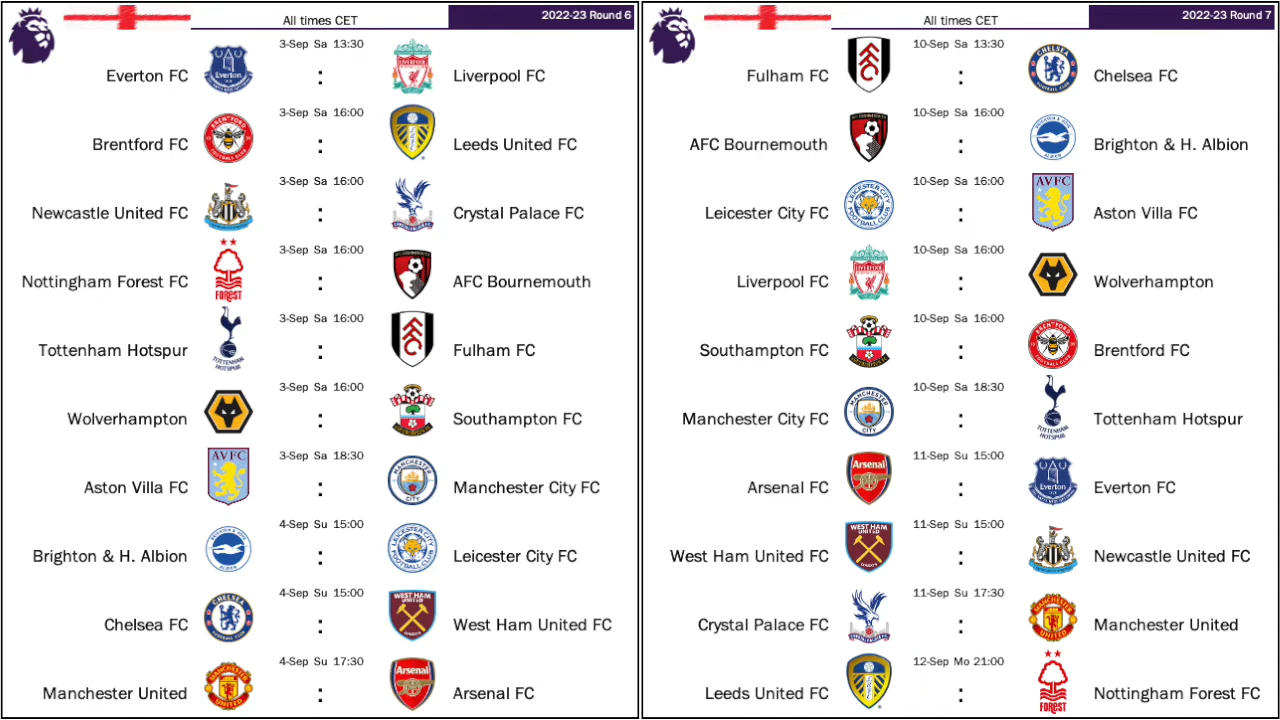 All times CET
2022-23 Round 6
3-Sep Sa 13:30
Everton FC : Liverpool FC
3-Sep Sa 16:00
Brentford FC : Leeds United FC
3-Sep Sa 16:00
Newcastle United FC : Crystal Palace FC
3-Sep Sa 16:00
Nottingham Forest FC : AFC Bournemouth
3-Sep Sa 16:00
Tottenham Hotspur : Fulham FC
3-Sep Sa 16:00
Wolverhampton : Southampton FC
3-Sep Sa 18:30
Aston Villa FC : Manchester City FC
4-Sep Su 15:00
Brighton & H. Albion : Leicester City FC
4-Sep Su 15:00
Chelsea FC : West Ham United FC
4-Sep Su 17:30
Manchester United : Arsenal FC
All times CET
2022-23 Round 7
10-Sep Sa 13:30
Fulham FC : Chelsea FC
10-Sep Sa 16:00
AFC Bournemouth : Brighton & H. Albion
10-Sep Sa 16:00
Leicester City FC : Aston Villa FC
10-Sep Sa 16:00
Liverpool FC : Wolverhampton
10-Sep Sa 16:00
Southampton FC : Brentford FC
10-Sep Sa 18:30
Manchester City FC : Tottenham Hotspur
11-Sep Su 15:00
Arsenal FC : Everton FC
11-Sep Su 15:00
West Ham United FC : Newcastle United FC
11-Sep Su 17:30
Crystal Palace FC : Manchester United
12-Sep Mo 21:00
Leeds United FC : Nottingham Forest FC